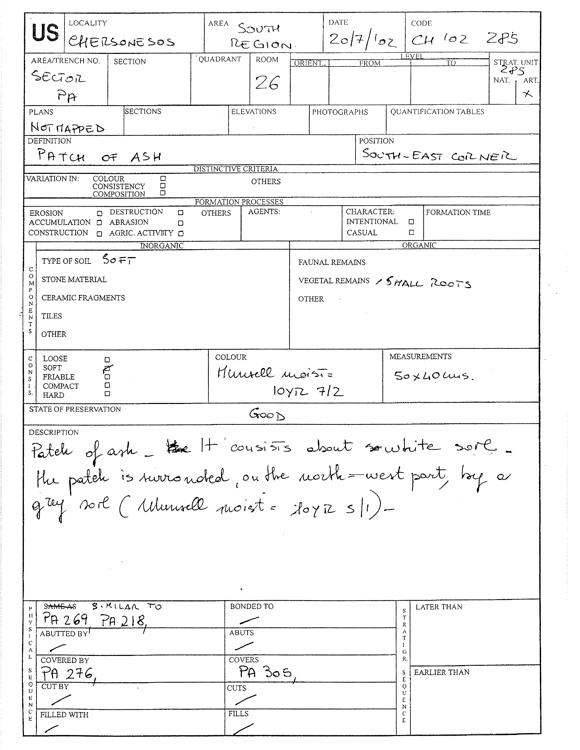 US
LOCALITY
CHERSONESOS
AREA SOUTH
REGION
DATE
20/7/'02
CODE
CH '02 285
AREA/TRENCH NO.
SECTOR
PA
SECTION
QUADRANT
ROOM
26
LEVEL
ORIENT. FROM TO
STRAT. UNIT
285
NAT. ART.
x
PLANS
NOT MAPPED
SECTIONS
ELEVATIONS
PHOTOGRAPHS
QUANTIFICATION TABLES
DEFINITION
PATCH OF ASH
POSITION
SOUTH-EAST CORNER
DISTINCTIVE CRITERIA
VARIATION IN: COLOUR
CONSISTENCY
COMPOSITION
OTHERS
FORMATION PROCESSES
EROSION
ACCUMULATION
CONSTRUCTION
DESTRUCTION
ABRASION
AGRIC. ACTIVITY
OTHERS
AGENTS:
CHARACTER:
INTENTIONAL
CASUAL
FORMATION TIME
COMPONENTS
INORGANIC
TYPE OF SOIL SOFT
STONE MATERIAL
CERAMIC FRAGMENTS
TILES
OTHER
ORGANIC
FAUNAL REMAINS
VEGETAL REMAINS / SMALL ROOTS
OTHER
CONSIS.
LOOSE
SOFT
FRIABLE
COMPACT
HARD
COLOUR
Munsell moist=
10YR 7/2
MEASUREMENTS
50x40cms.
STATE OF PRESERVATION
GOOD
DESCRIPTION
Patch of ash - It consists about white soil -
the patch is surronded, on the north-west part, by a
grey soil (Munsell moist = 10YR 5/1) -
PHYSICAL SEQUENCE
SAME AS SIMILAR TO
PA 269, PA 218,
BONDED TO
ABUTTED BY
ABUTS
COVERED BY
PA 276,
COVERS
PA 305,
CUT BY
CUTS
FILLED WITH
FILLS
STRATIGR. SEQUENCE
LATER THAN
EARLIER THAN